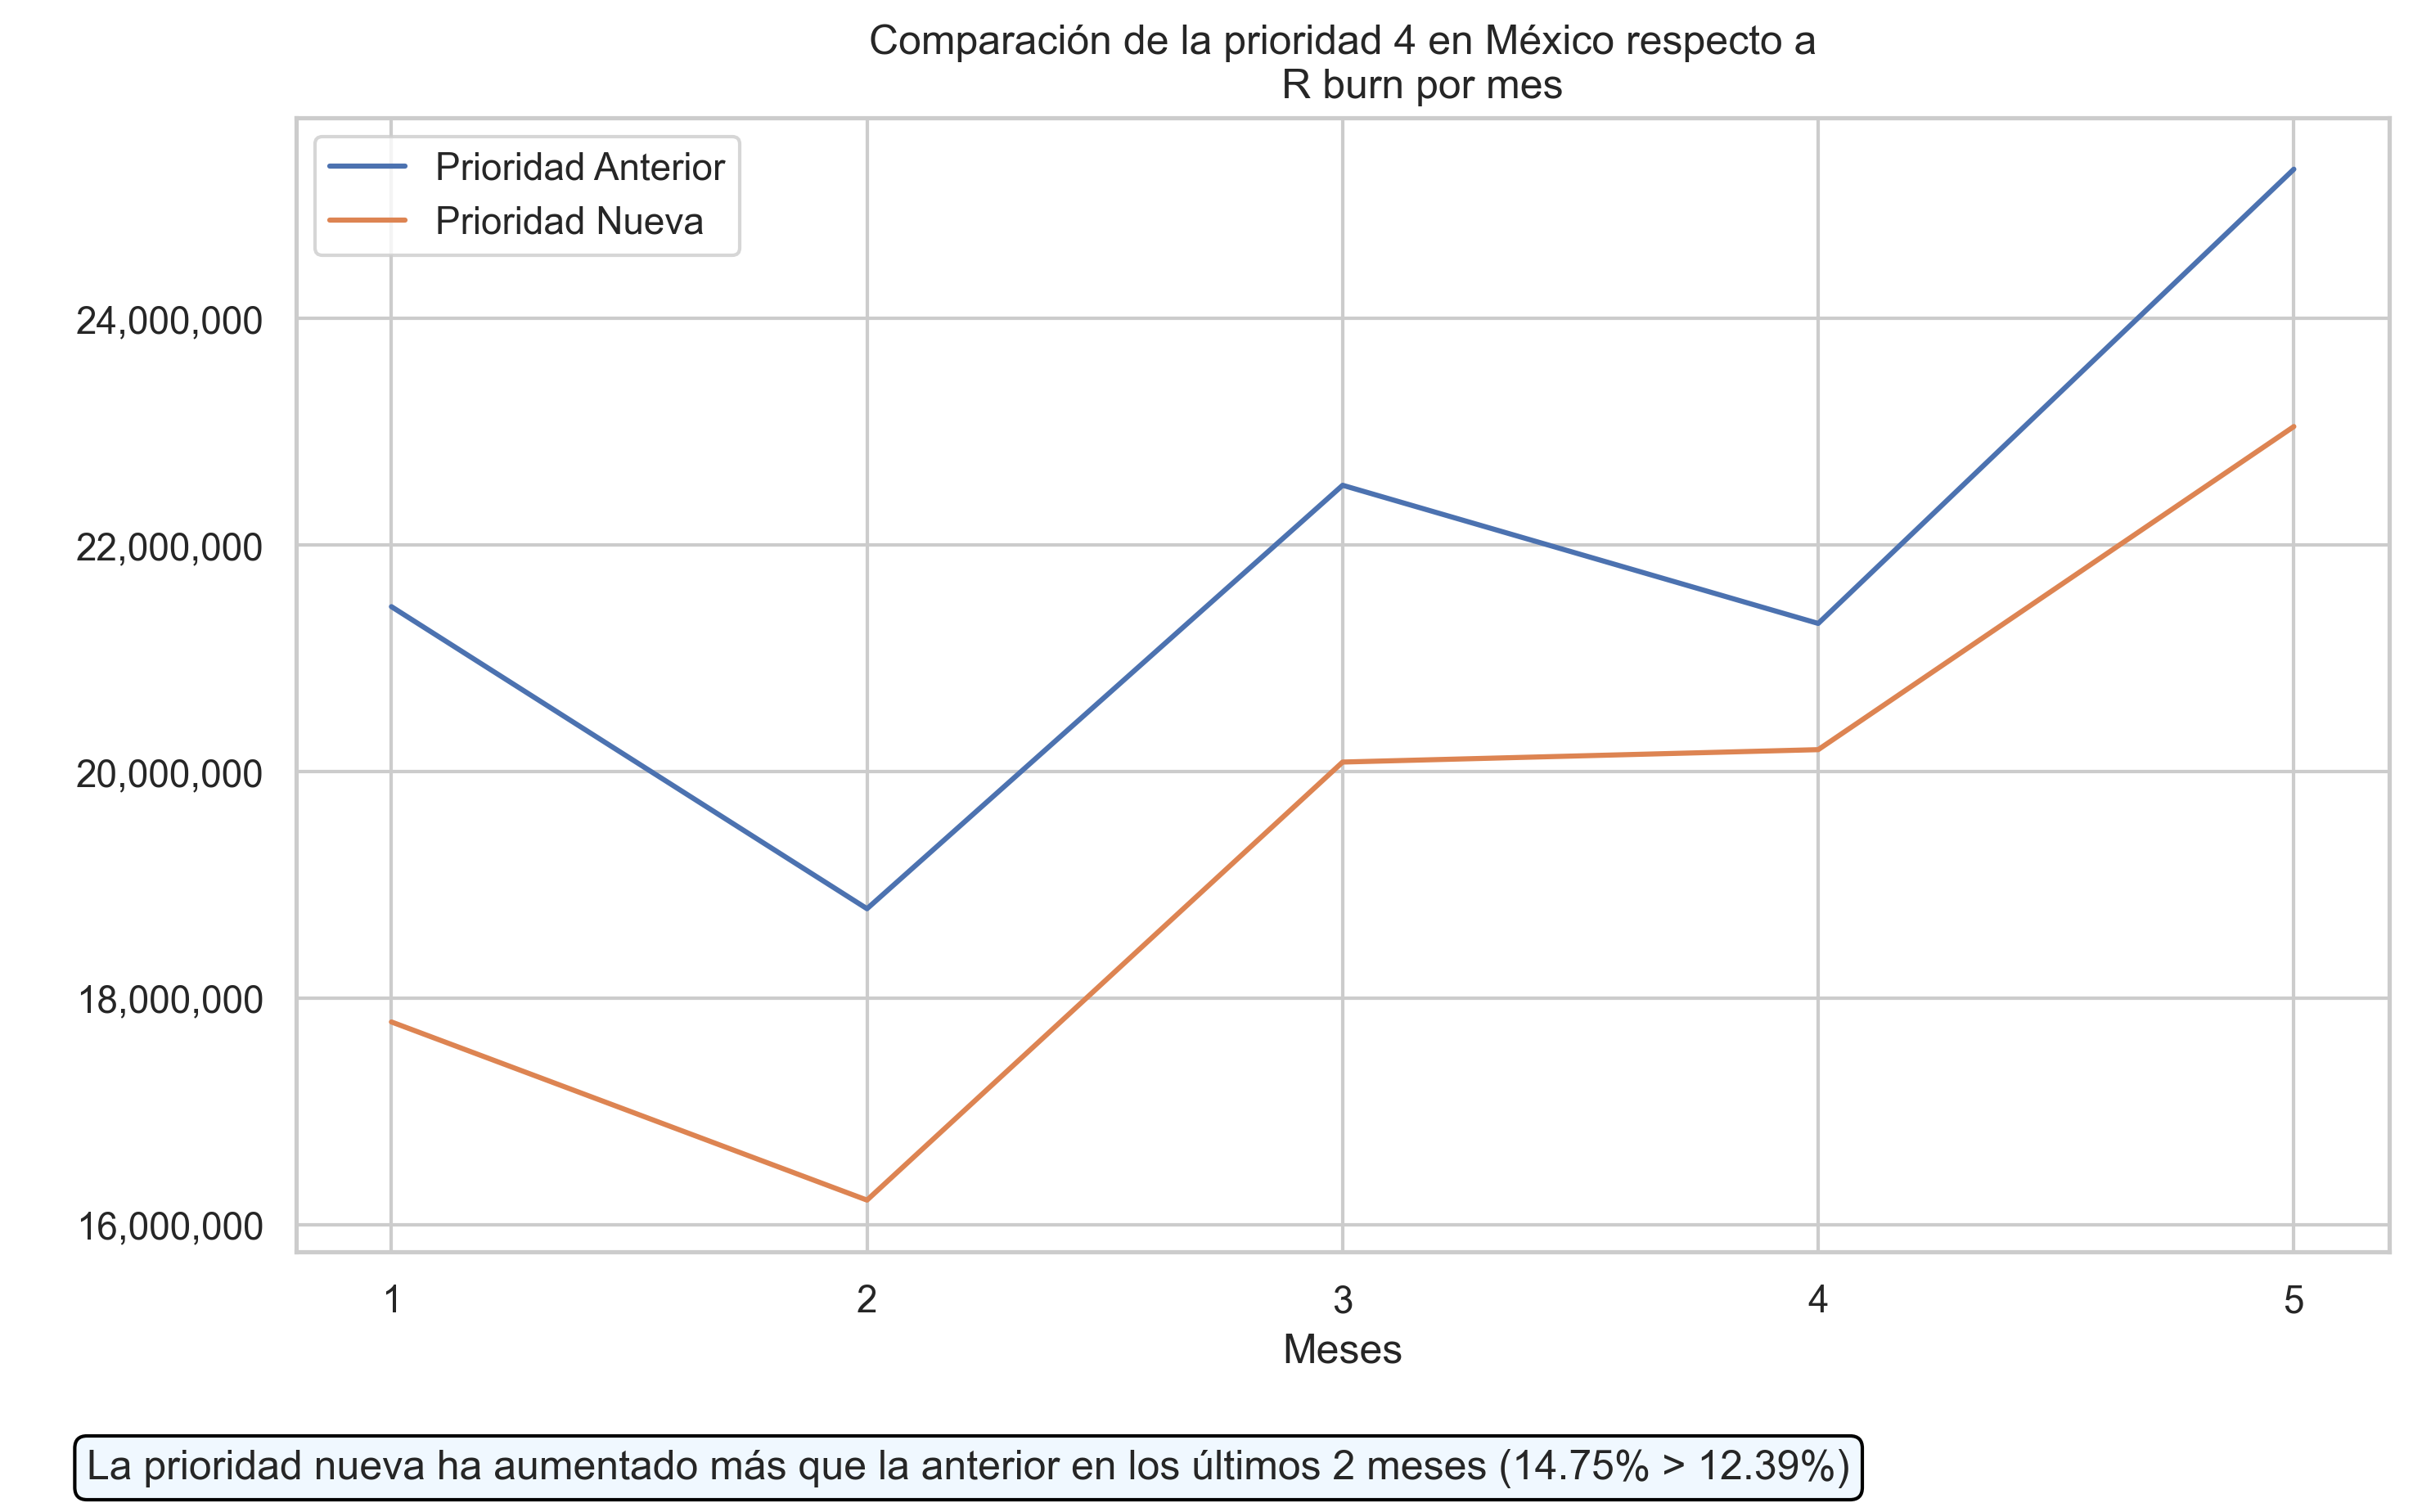 Comparación de la prioridad 4 en México respecto a
R burn por mes
Prioridad Anterior
Prioridad Nueva
24,000,000
22,000,000
20,000,000
18,000,000
16,000,000
1 2 3 4 5
Meses
La prioridad nueva ha aumentado más que la anterior en los últimos 2 meses (14.75% > 12.39%)